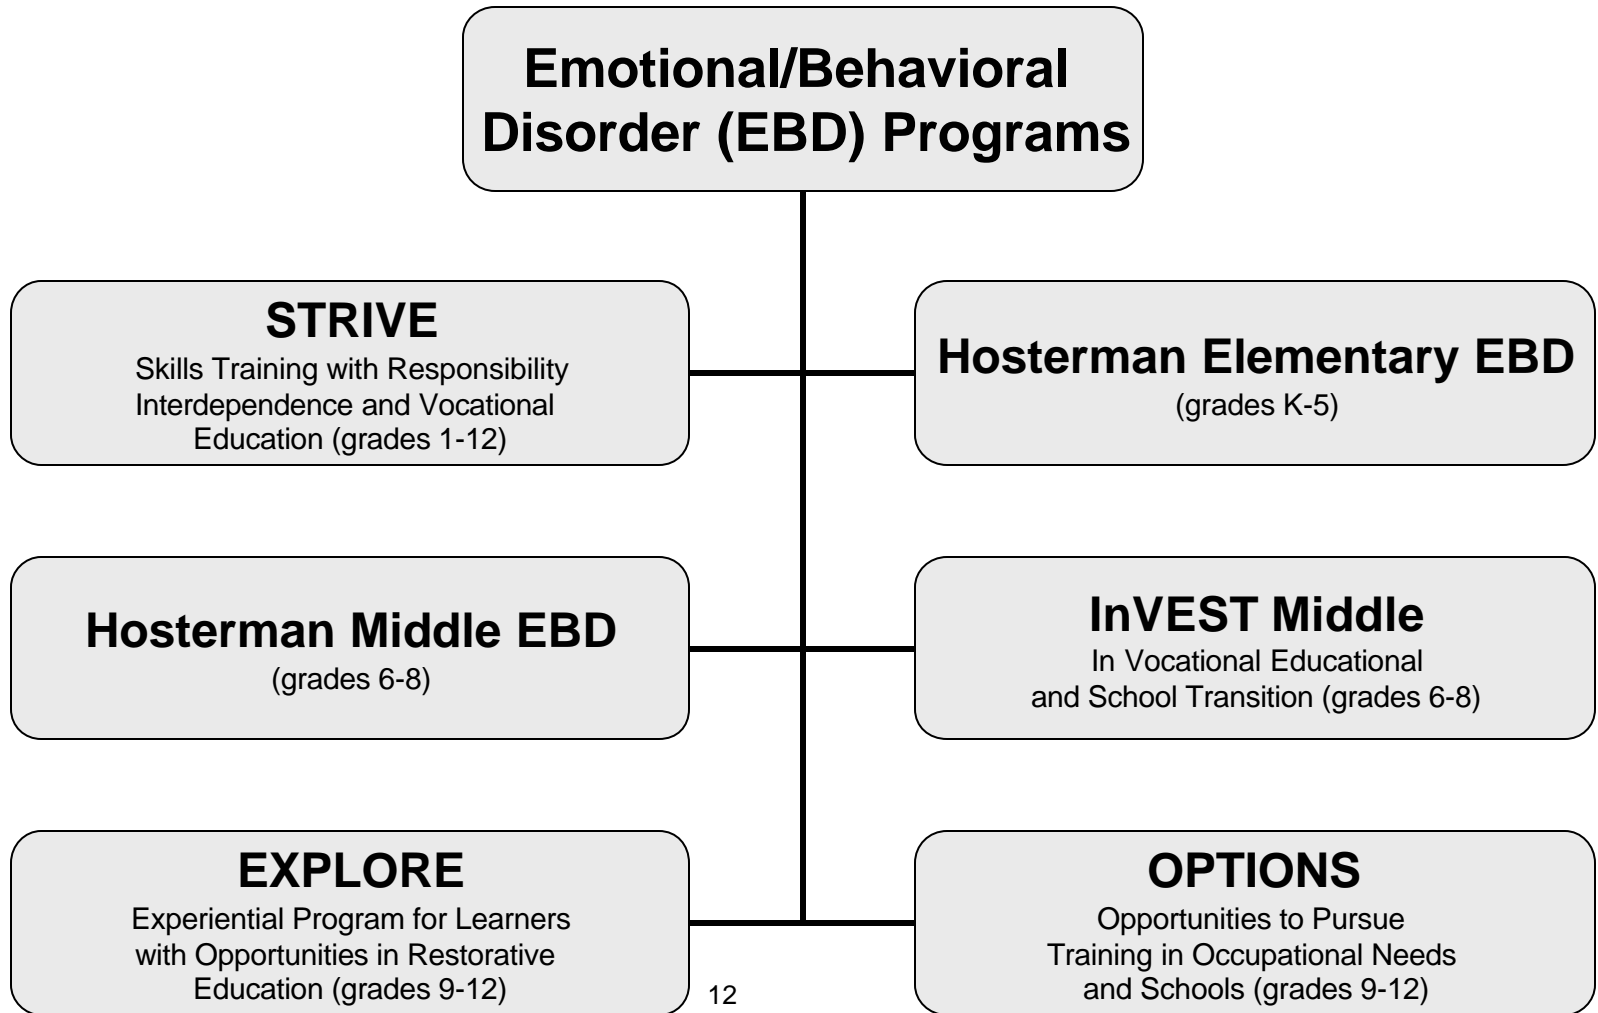 Emotional/Behavioral
Disorder (EBD) Programs
STRIVE
Skills Training with Responsibility
Interdependence and Vocational
Education (grades 1-12)
Hosterman Elementary EBD
(grades K-5)
Hosterman Middle EBD
(grades 6-8)
InVEST Middle
In Vocational Educational
and School Transition (grades 6-8)
EXPLORE
Experiential Program for Learners
with Opportunities in Restorative
Education (grades 9-12)
OPTIONS
Opportunities to Pursue
Training in Occupational Needs
and Schools (grades 9-12)
12